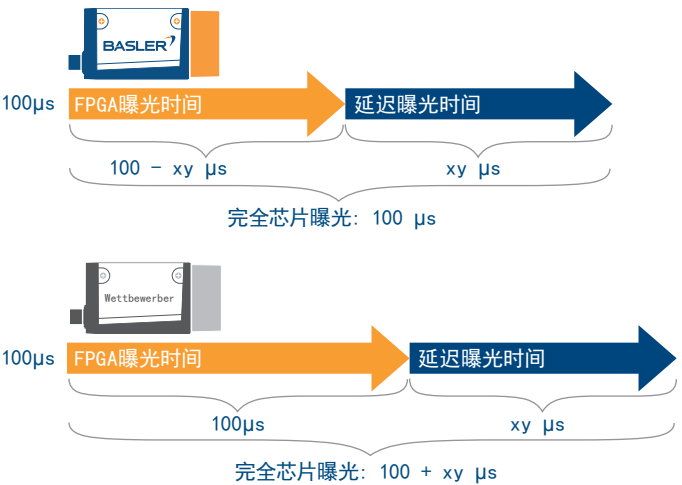 BASLER
100μs
FPGA曝光时间
延迟曝光时间
100 - xy μs
xy μs
完全芯片曝光: 100 μs
Wettbewerber
100μs
FPGA曝光时间
延迟曝光时间
100μs
xy μs
完全芯片曝光: 100 + xy μs